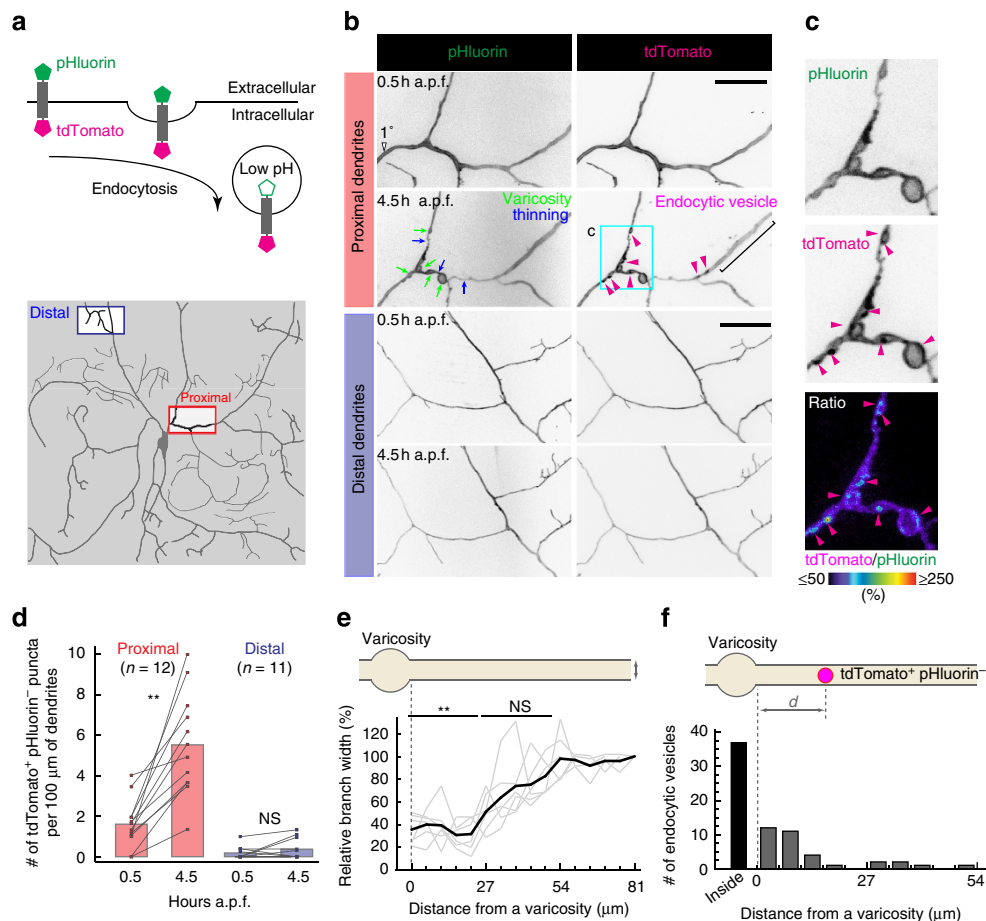 a
pHluorin
Extracellular
Intracellular
tdTomato
Endocytosis
Low pH
Distal
Proximal
b
pHluorin
tdTomato
Proximal dendrites
0.5 h a.p.f.
1°
4.5 h a.p.f.
Varicosity
thinning
Endocytic vesicle
c
Distal dendrites
0.5 h a.p.f.
4.5 h a.p.f.
c
pHluorin
tdTomato
Ratio
tdTomato/pHluorin
≤50
≥250
(%)
d
# of tdTomato⁺ pHluorin⁻ puncta
per 100 μm of dendrites
10
8
6
4
2
0
Proximal
(n = 12)
**
Distal
(n = 11)
NS
0.5
4.5
0.5
4.5
Hours a.p.f.
e
Varicosity
**
NS
Relative branch width (%)
120
100
80
60
40
20
0
0
27
54
81
Distance from a varicosity (μm)
f
Varicosity
tdTomato⁺ pHluorin⁻
d
# of endocytic vesicles
40
30
20
10
0
Inside
0
27
54
Distance from a varicosity (μm)